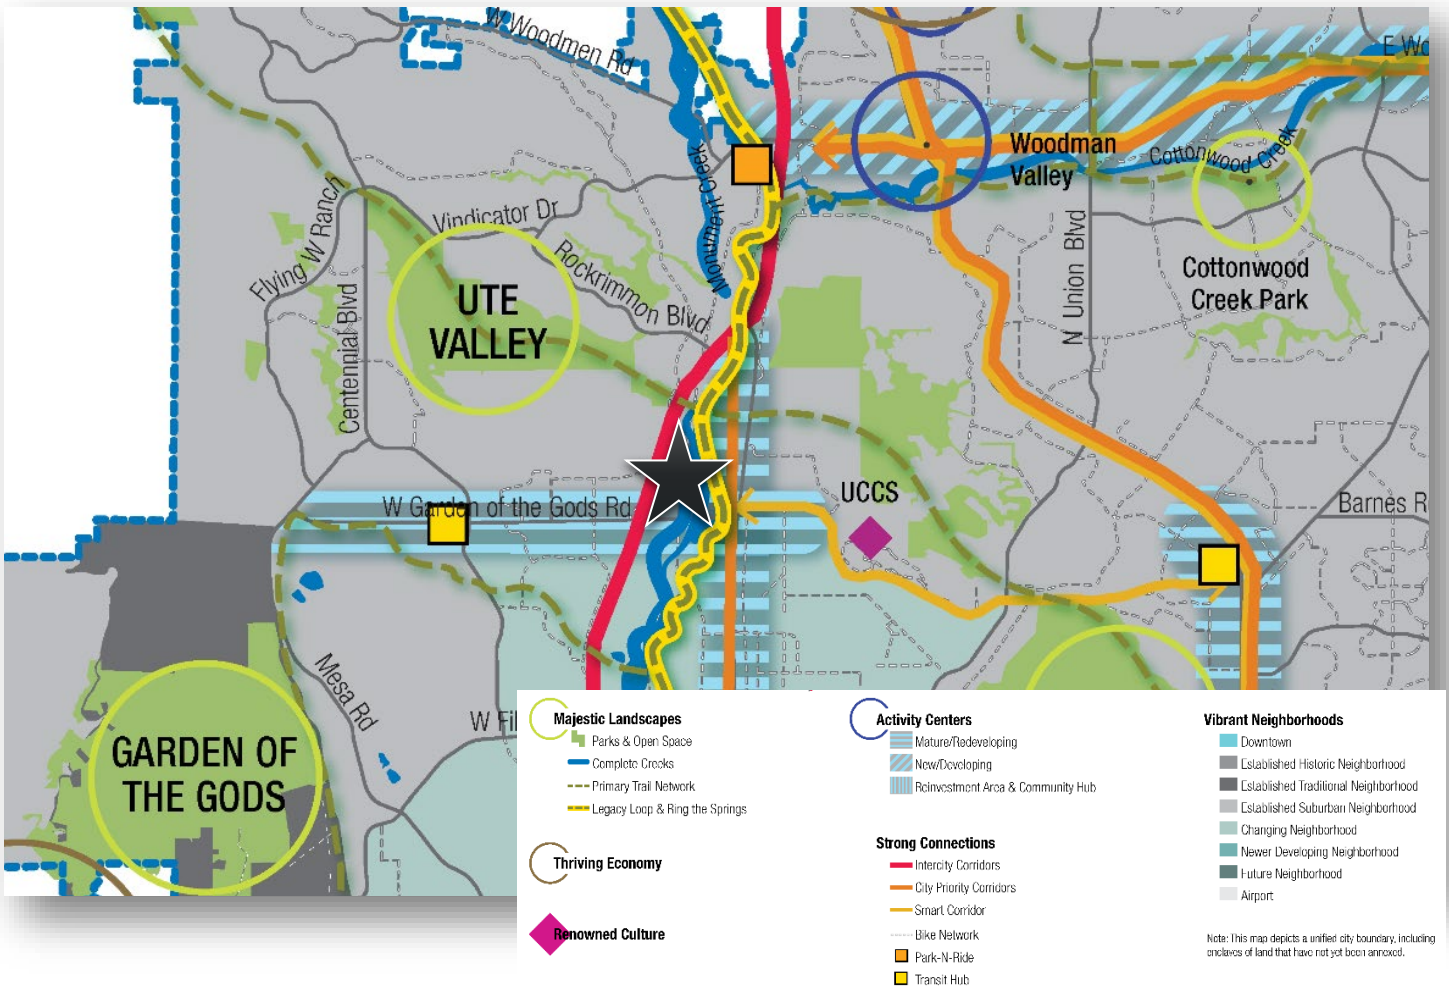 W Woodmen Rd
E Wo
Woodman
Valley
Cottonwood Creek
Monument Creek
Flying W Ranch
Vindicator Dr
Rockrimmon Blvd
N Union Blvd
Cottonwood
Creek Park
UTE
VALLEY
Centennial Blvd
UCCS
W Garden of the Gods Rd
Barnes R
Mesa Rd
W Fil
GARDEN OF
THE GODS
Majestic Landscapes
Parks & Open Space
Complete Creeks
Primary Trail Network
Legacy Loop & Ring the Springs
Thriving Economy
Renowned Culture
Activity Centers
Mature/Redeveloping
New/Developing
Reinvestment Area & Community Hub
Strong Connections
Intercity Corridors
City Priority Corridors
Smart Corridor
Bike Network
Park-N-Ride
Transit Hub
Vibrant Neighborhoods
Downtown
Established Historic Neighborhood
Established Traditional Neighborhood
Established Suburban Neighborhood
Changing Neighborhood
Newer Developing Neighborhood
Future Neighborhood
Airport
Note: This map depicts a unified city boundary, including
enclaves of land that have not yet been annexed.